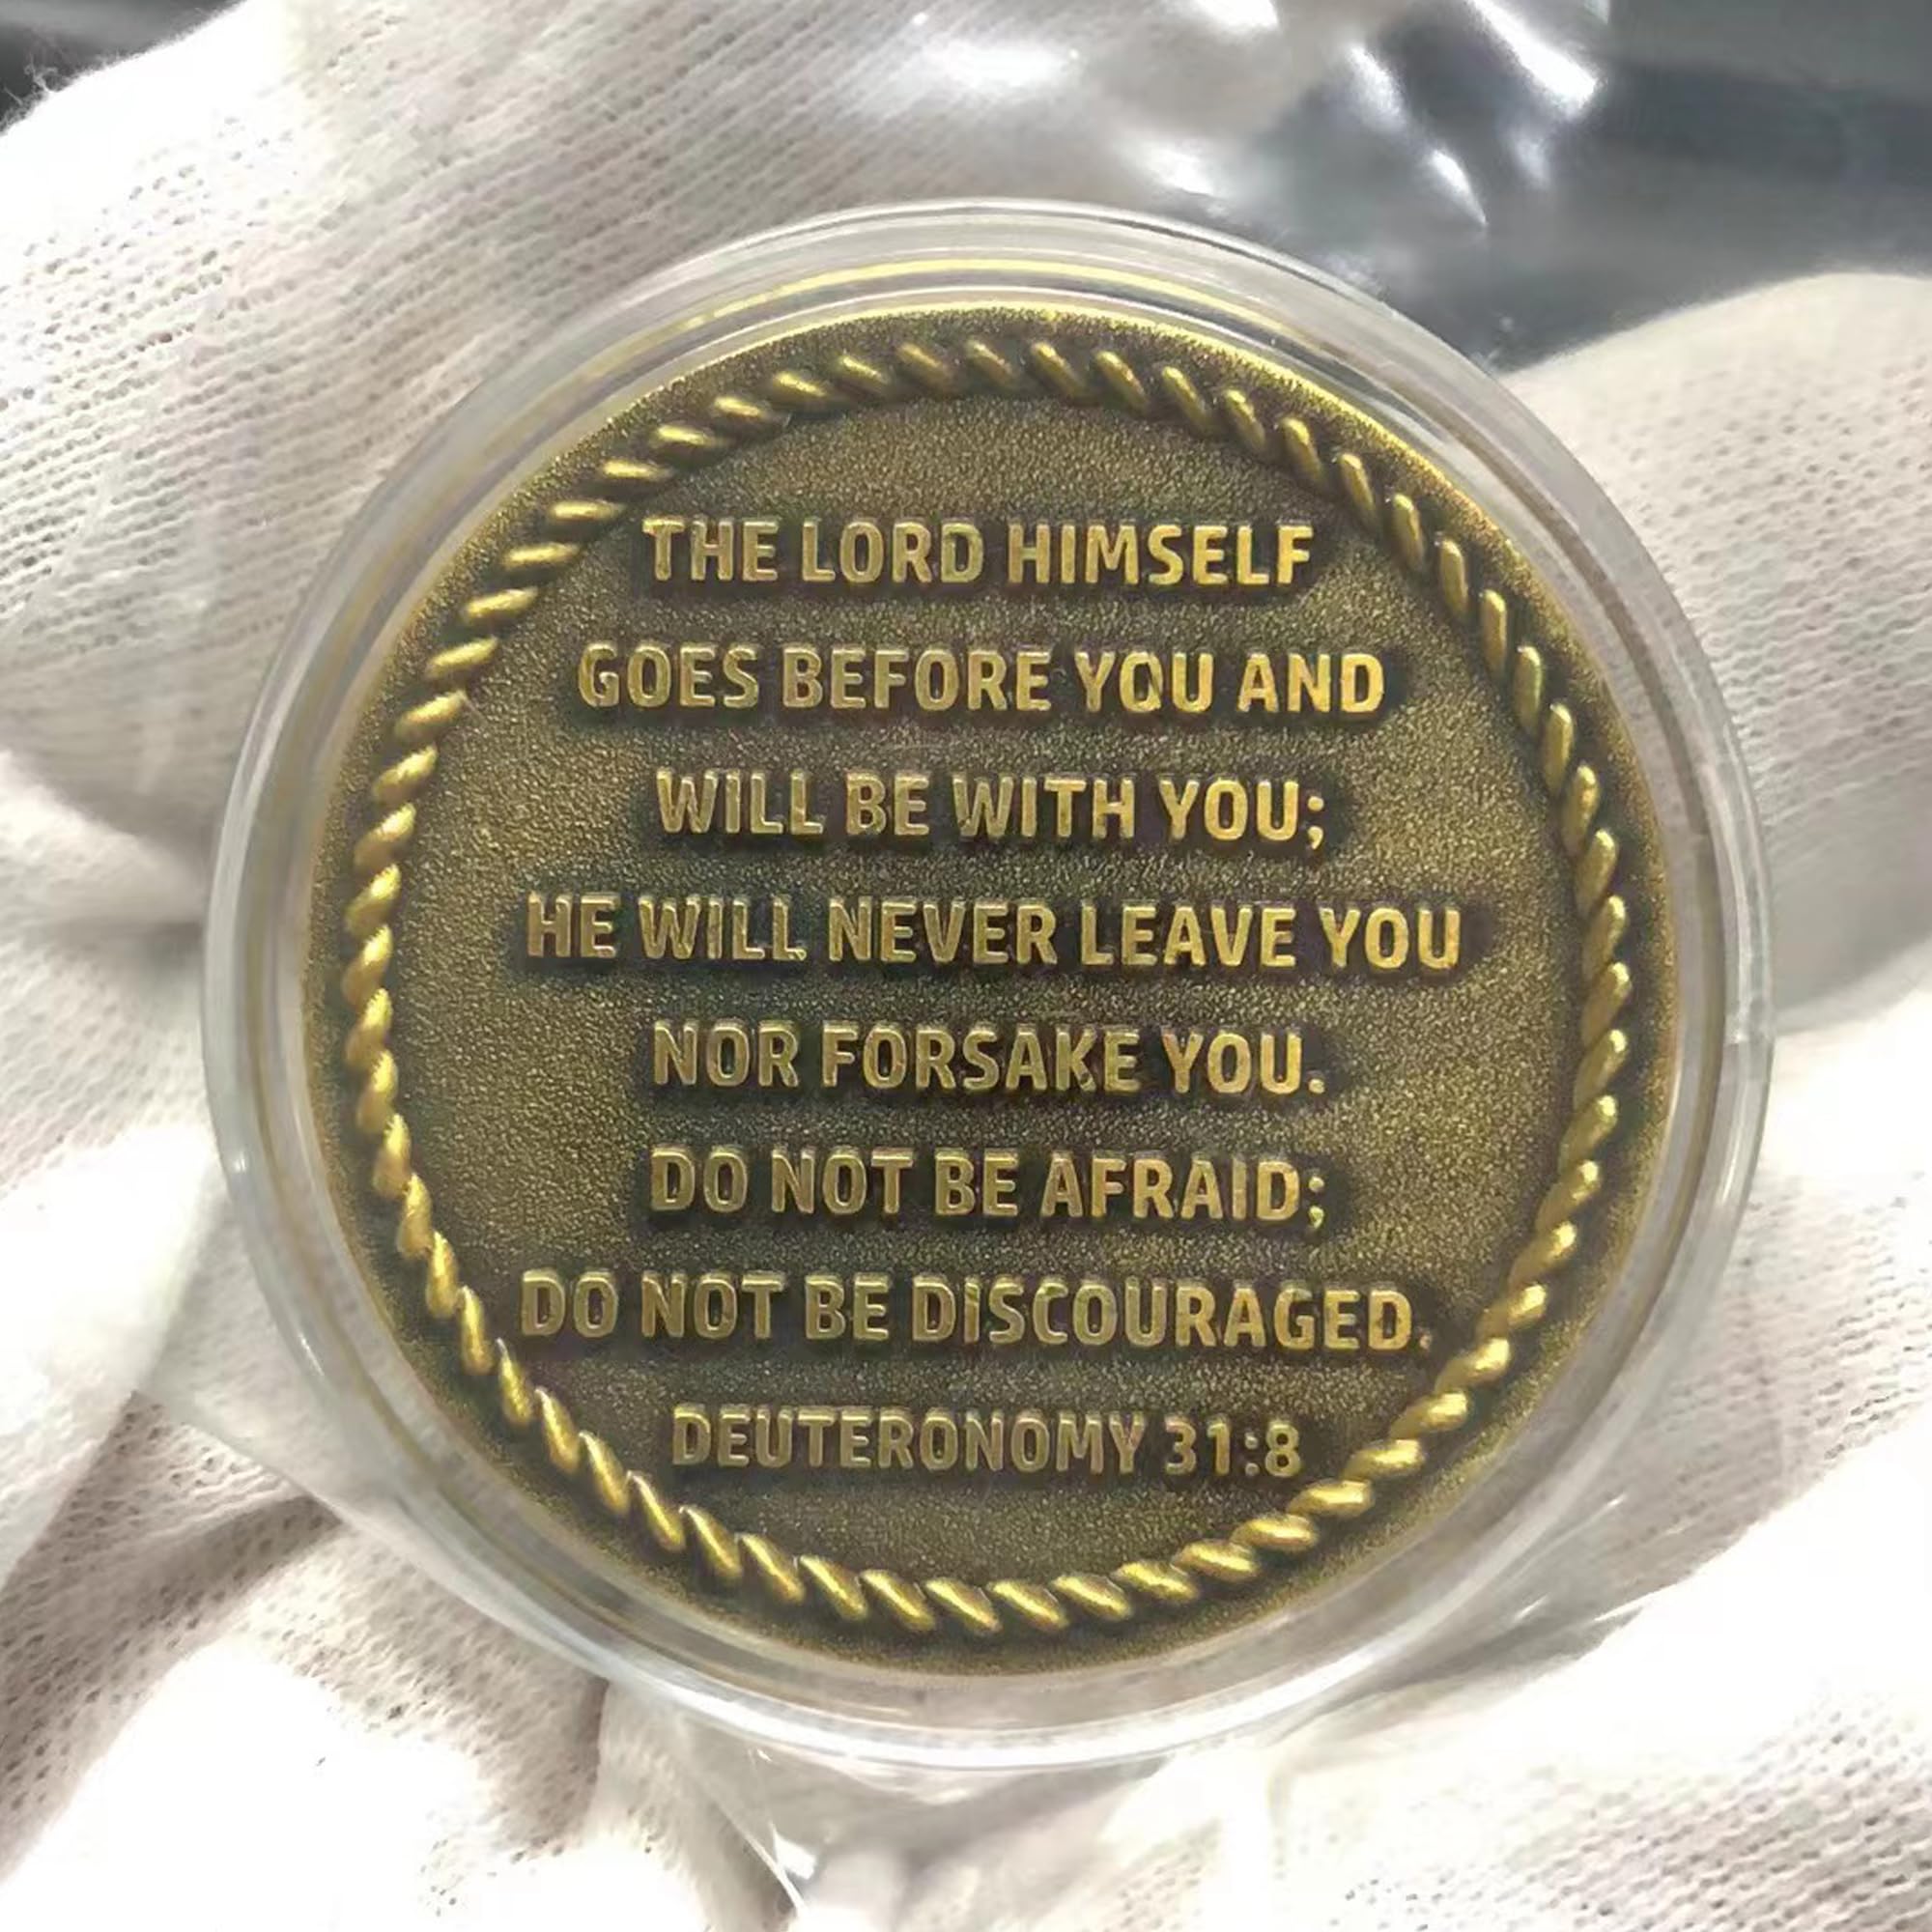 THE LORD HIMSELF
GOES BEFORE YOU AND
WILL BE WITH YOU;
HE WILL NEVER LEAVE YOU
NOR FORSAKE YOU.
DO NOT BE AFRAID;
DO NOT BE DISCOURAGED.
DEUTERONOMY 31:8